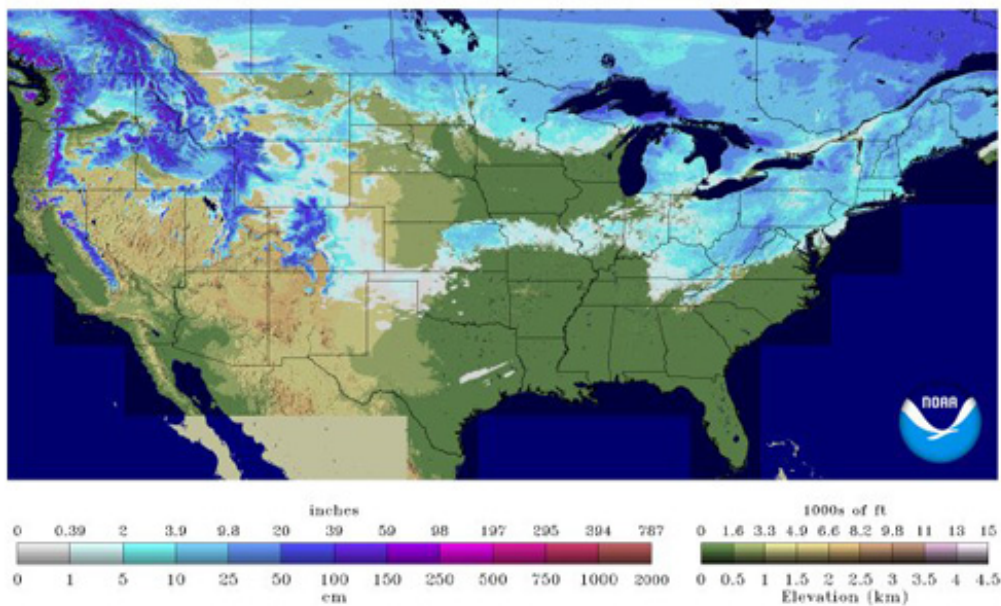 NOAA
inches
0 0.39 2 3.9 9.8 20 39 59 98 197 295 394 787
0 1 5 10 25 50 100 150 250 500 750 1000 2000
cm
1000s of ft
0 1.6 3.3 4.9 6.6 8.2 9.8 11 13 15
0 0.5 1 1.5 2 2.5 3 3.5 4 4.5
Elevation (km)